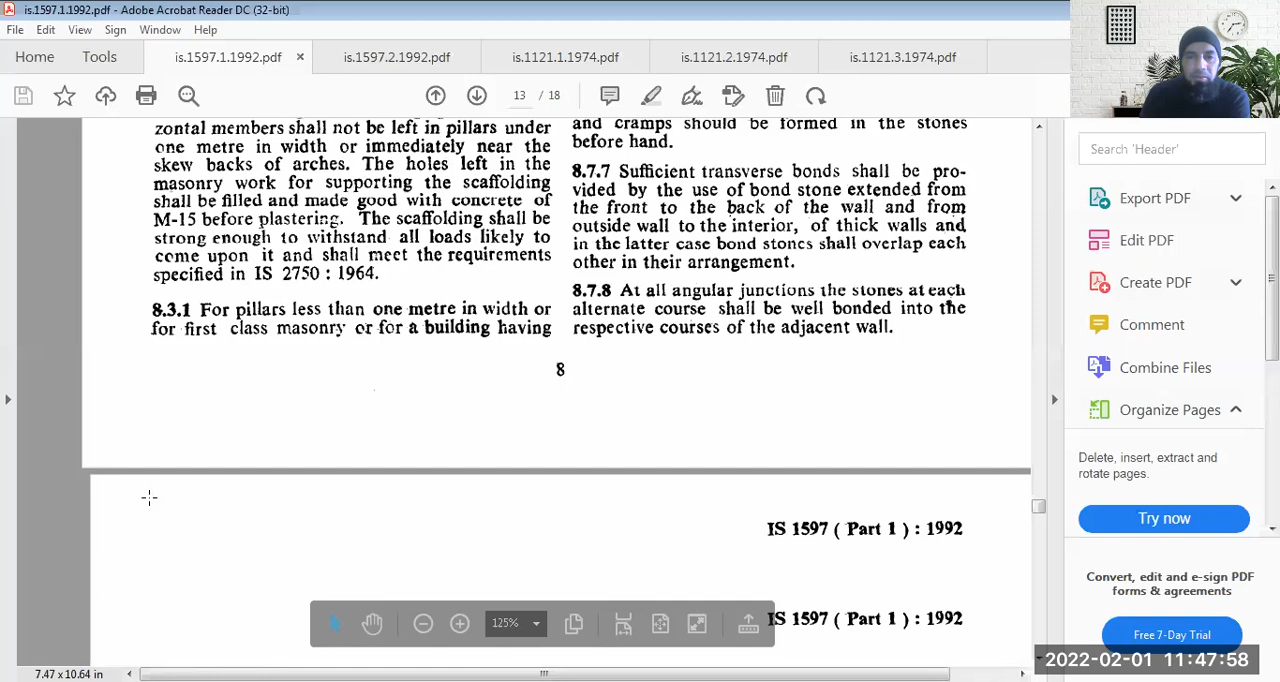 is.1597.1.1992.pdf - Adobe Acrobat Reader DC (32-bit)
File Edit View Sign Window Help
Home Tools is.1597.1.1992.pdf × is.1597.2.1992.pdf is.1121.1.1974.pdf is.1121.2.1974.pdf is.1121.3.1974.pdf
13 / 18
zontal members shall not be left in pillars under
one metre in width or immediately near the
skew backs of arches. The holes left in the
masonry work for supporting the scaffolding
shall be filled and made good with concrete of
M-15 before plastering. The scaffolding shall be
strong enough to withstand all loads likely to
come upon it and shall meet the requirements
specified in IS 2750 : 1964.
8.3.1 For pillars less than one metre in width or
for first class masonry or for a building having
and cramps should be formed in the stones
before hand.
8.7.7 Sufficient transverse bonds shall be pro-
vided by the use of bond stone extended from
the front to the back of the wall and from
outside wall to the interior, of thick walls and
in the latter case bond stones shall overlap each
other in their arrangement.
8.7.8 At all angular junctions the stones at each
alternate course shall be well bonded into the
respective courses of the adjacent wall.
8
IS 1597 ( Part 1 ) : 1992
IS 1597 ( Part 1 ) : 1992
125%
7.47 x 10.64 in
Search 'Header'
Export PDF
Edit PDF
Create PDF
Comment
Combine Files
Organize Pages
Delete, insert, extract and
rotate pages.
Try now
Convert, edit and e-sign PDF
forms & agreements
Free 7-Day Trial
2022-02-01 11:47:58